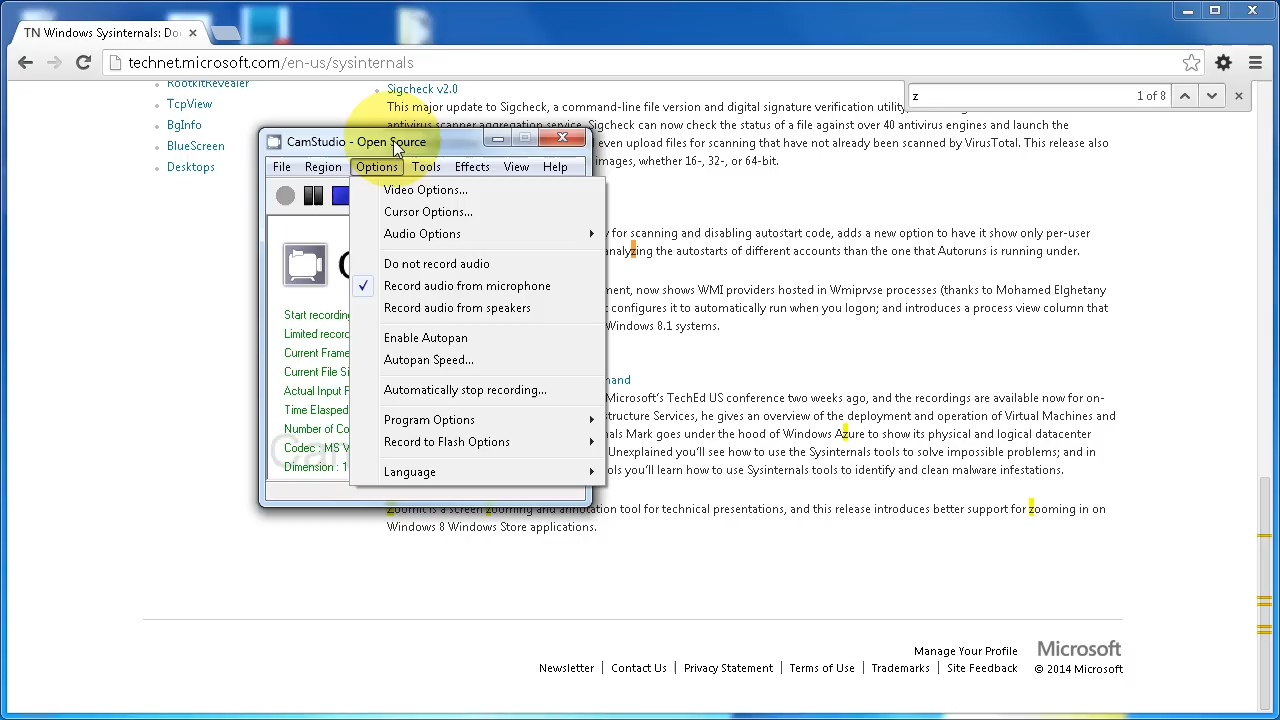 TN Windows Sysinternals: Do
technet.microsoft.com/en-us/sysinternals
z
1 of 8
RootkitRevealer
TcpView
BgInfo
BlueScreen
Desktops
Sigcheck v2.0
This major update to Sigcheck, a command-line file version and digital signature verification utility,
antivirus scanner aggregation service. Sigcheck can now check the status of a file against over 40 antivirus engines and launch the
even upload files for scanning that have not already been scanned by VirusTotal. This release also
images, whether 16-, 32-, or 64-bit.
CamStudio - Open Source
File Region Options Tools Effects View Help
Video Options...
Cursor Options...
Audio Options
Do not record audio
Record audio from microphone
Record audio from speakers
Enable Autopan
Autopan Speed...
Automatically stop recording...
Program Options
Record to Flash Options
Language
Start recording
Limited record
Current Frame
Current File Si
Actual Input F
Time Elasped
Number of Co
Codec : MS V
Dimension : 1
y for scanning and disabling autostart code, adds a new option to have it show only per-user
analyzing the autostarts of different accounts than the one that Autoruns is running under.
ment, now shows WMI providers hosted in Wmiprvse processes (thanks to Mohamed Elghetany
t configures it to automatically run when you logon; and introduces a process view column that
Windows 8.1 systems.
mand
Microsoft's TechEd US conference two weeks ago, and the recordings are available now for on-
structure Services, he gives an overview of the deployment and operation of Virtual Machines and
nals Mark goes under the hood of Windows Azure to show its physical and logical datacenter
Unexplained you'll see how to use the Sysinternals tools to solve impossible problems; and in
ols you'll learn how to use Sysinternals tools to identify and clean malware infestations.
ZoomIt is a screen zooming and annotation tool for technical presentations, and this release introduces better support for zooming in on
Windows 8 Windows Store applications.
Manage Your Profile
Microsoft
Newsletter | Contact Us | Privacy Statement | Terms of Use | Trademarks | Site Feedback
© 2014 Microsoft